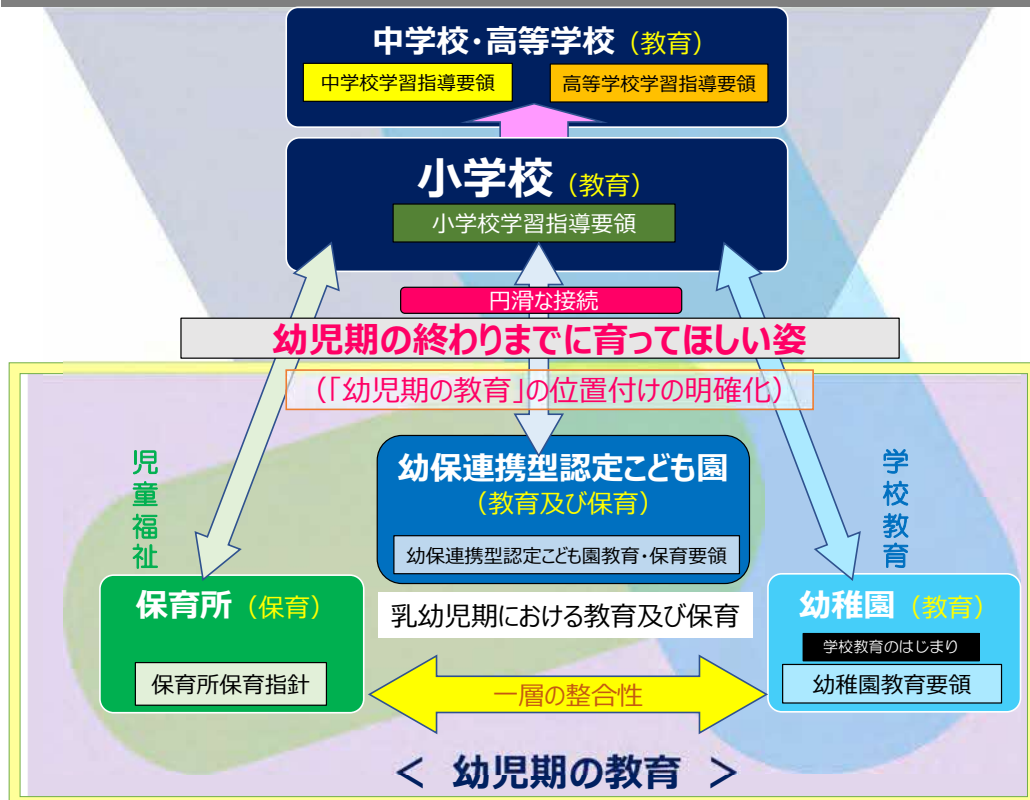 中学校・高等学校（教育）
中学校学習指導要領
高等学校学習指導要領
小学校（教育）
小学校学習指導要領
円滑な接続
幼児期の終わりまでに育ってほしい姿
（「幼児期の教育」の位置付けの明確化）
児童福祉
学校教育
幼保連携型認定こども園
（教育及び保育）
幼保連携型認定こども園教育・保育要領
保育所（保育）
保育所保育指針
乳幼児期における教育及び保育
幼稚園（教育）
学校教育のはじまり
幼稚園教育要領
一層の整合性
＜ 幼児期の教育 ＞